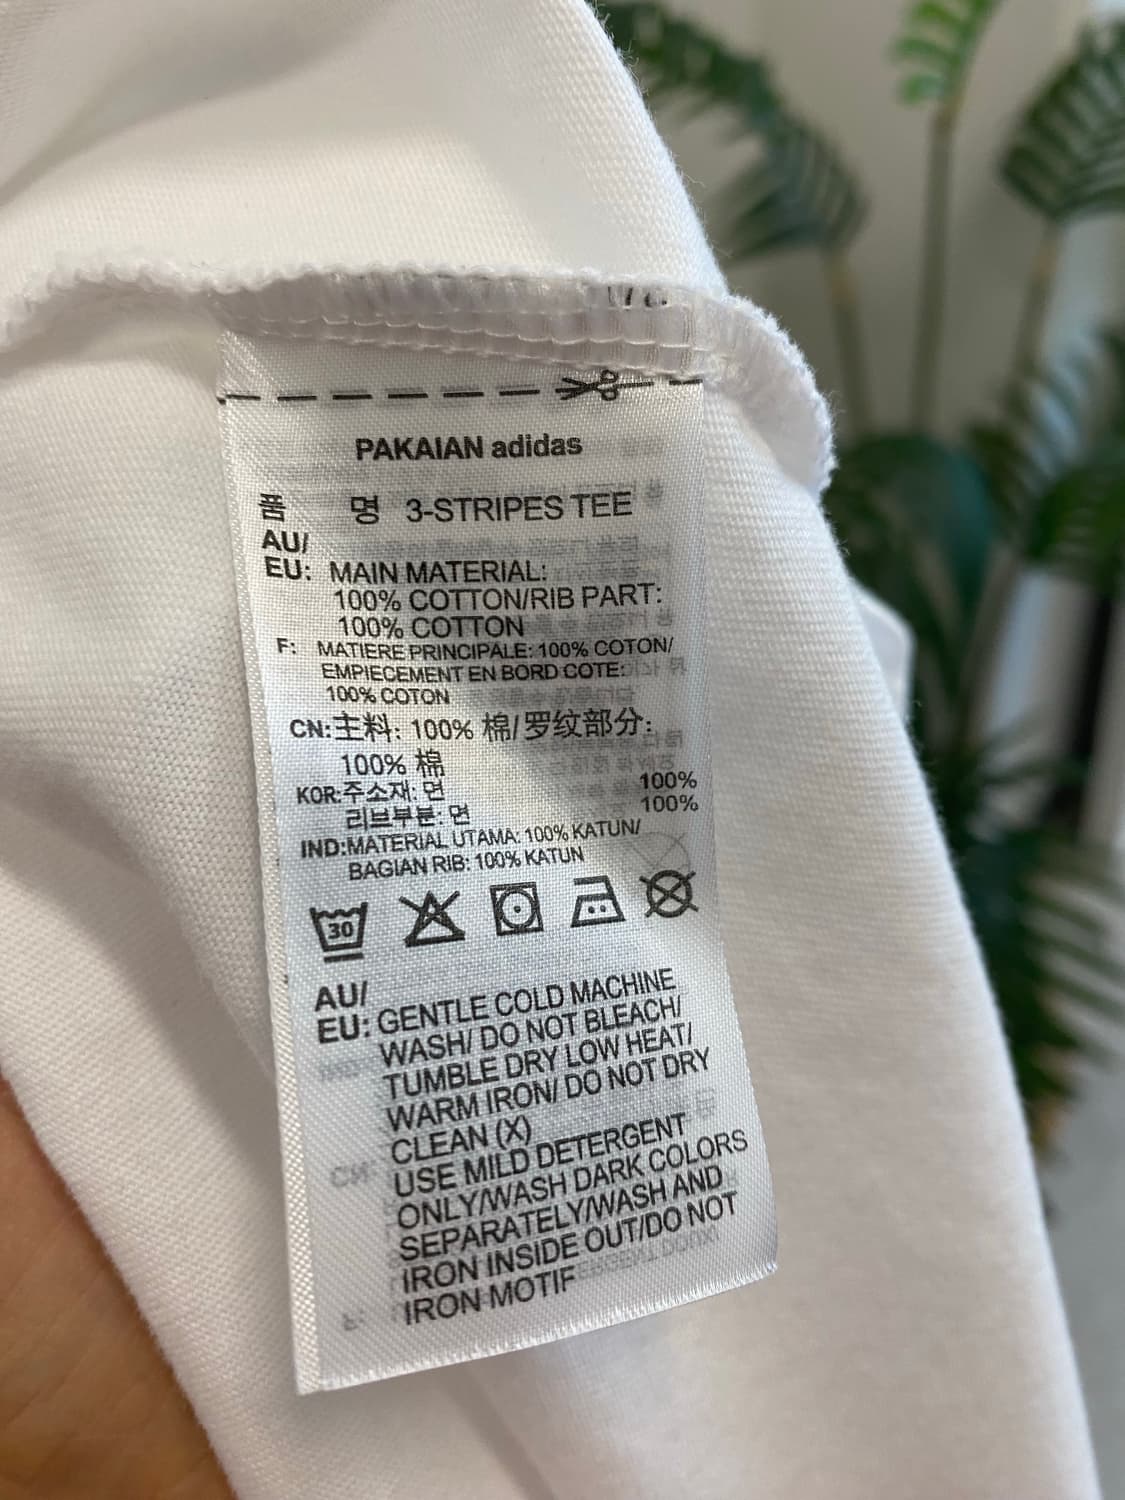 PAKAIAN adidas
품 명 3-STRIPES TEE
AU/
EU: MAIN MATERIAL:
100% COTTON/RIB PART:
100% COTTON
F: MATIERE PRINCIPALE: 100% COTON/
EMPIECEMENT EN BORD COTE:
100% COTON
CN:主料: 100% 棉/罗纹部分:
100% 棉
KOR:주소재: 면 100%
리브부분: 면 100%
IND:MATERIAL UTAMA: 100% KATUN/
BAGIAN RIB: 100% KATUN
30
AU/
EU: GENTLE COLD MACHINE
WASH/ DO NOT BLEACH/
TUMBLE DRY LOW HEAT/
WARM IRON/ DO NOT DRY
CLEAN (X)
USE MILD DETERGENT
ONLY/WASH DARK COLORS
SEPARATELY/WASH AND
IRON INSIDE OUT/DO NOT
IRON MOTIF